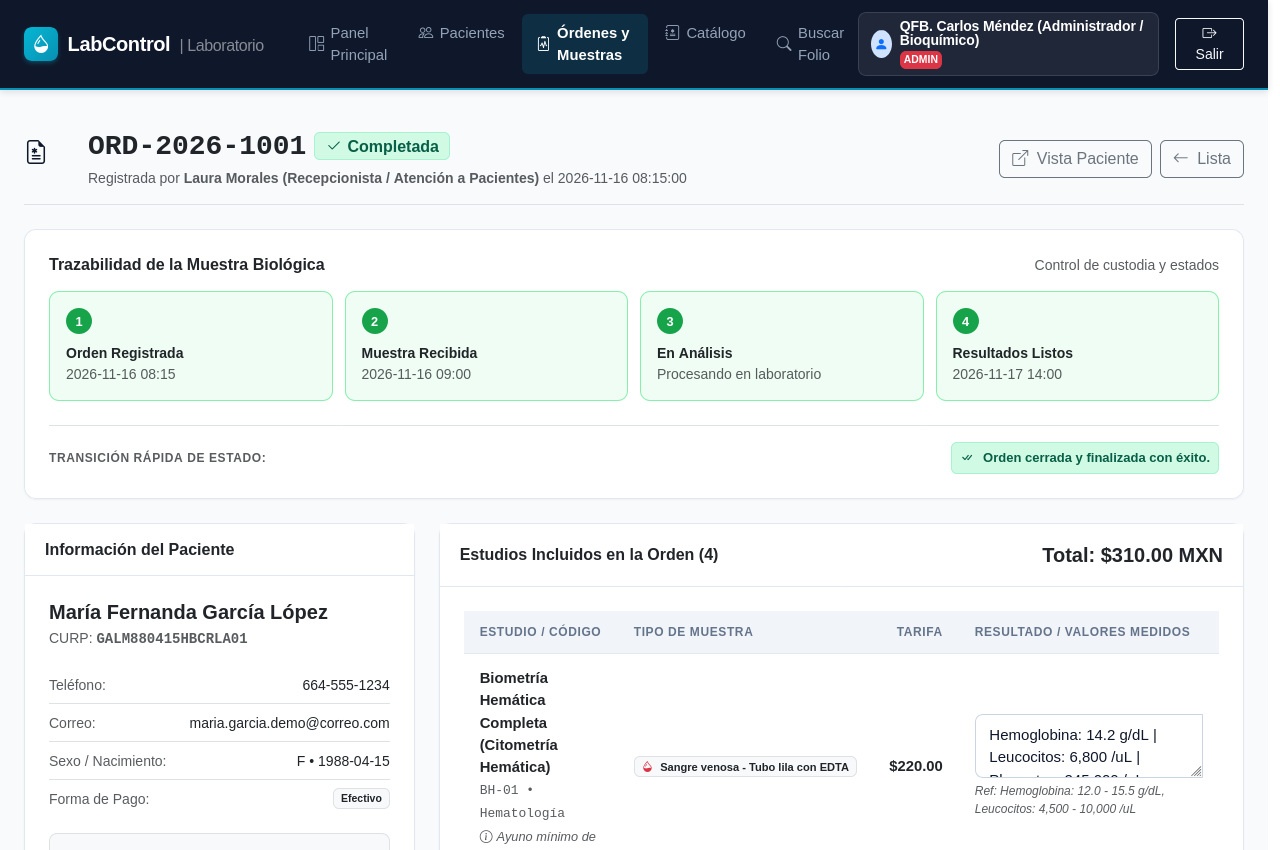 LabControl | Laboratorio
Panel
Principal
Pacientes
Órdenes y
Muestras
Catálogo
Buscar
Folio
QFB. Carlos Méndez (Administrador /
Bioquímico)
ADMIN
Salir
ORD-2026-1001
Completada
Registrada por Laura Morales (Recepcionista / Atención a Pacientes) el 2026-11-16 08:15:00
Vista Paciente
Lista
Trazabilidad de la Muestra Biológica
Control de custodia y estados
1
Orden Registrada
2026-11-16 08:15
2
Muestra Recibida
2026-11-16 09:00
3
En Análisis
Procesando en laboratorio
4
Resultados Listos
2026-11-17 14:00
TRANSICIÓN RÁPIDA DE ESTADO:
Orden cerrada y finalizada con éxito.
Información del Paciente
María Fernanda García López
CURP: GALM880415HBCRLA01
Teléfono: 664-555-1234
Correo: maria.garcia.demo@correo.com
Sexo / Nacimiento: F • 1988-04-15
Forma de Pago: Efectivo
Estudios Incluidos en la Orden (4)
Total: $310.00 MXN
ESTUDIO / CÓDIGO TIPO DE MUESTRA TARIFA RESULTADO / VALORES MEDIDOS
Biometría
Hemática
Completa
(Citometría
Hemática)
BH-01 •
Hematología
Ayuno mínimo de
Sangre venosa - Tubo lila con EDTA
$220.00
Hemoglobina: 14.2 g/dL |
Leucocitos: 6,800 /uL |
Ref: Hemoglobina: 12.0 - 15.5 g/dL,
Leucocitos: 4,500 - 10,000 /uL